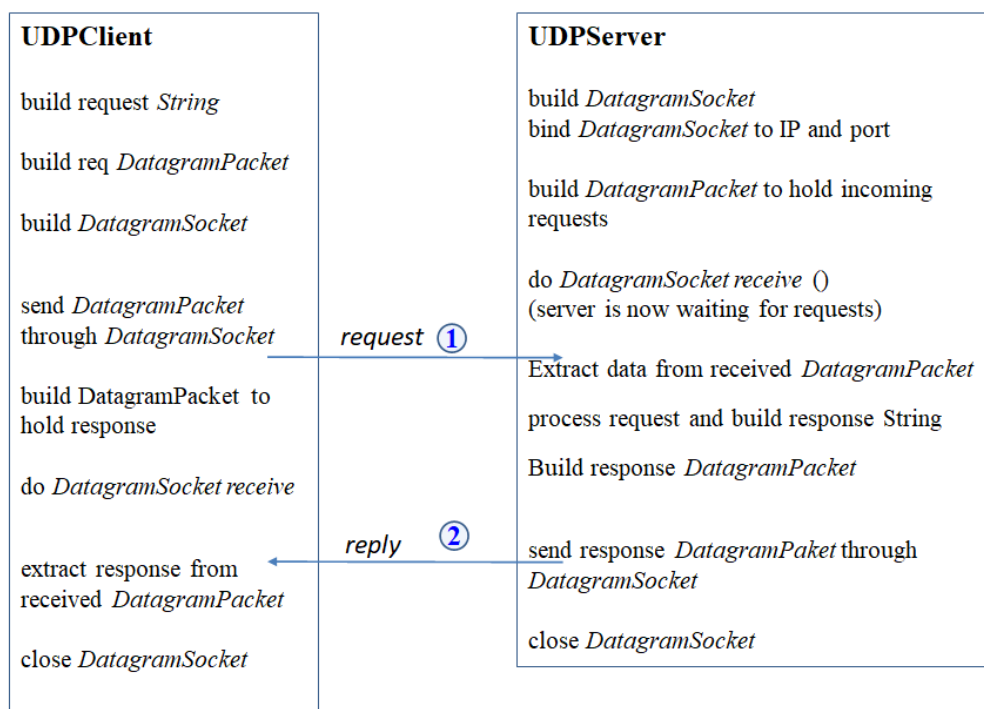 UDPClient
build request String
build req DatagramPacket
build DatagramSocket
send DatagramPacket
through DatagramSocket
build DatagramPacket to
hold response
do DatagramSocket receive
extract response from
received DatagramPacket
close DatagramSocket
request 1
reply 2
UDPServer
build DatagramSocket
bind DatagramSocket to IP and port
build DatagramPacket to hold incoming
requests
do DatagramSocket receive ()
(server is now waiting for requests)
Extract data from received DatagramPacket
process request and build response String
Build response DatagramPacket
send response DatagramPaket through
DatagramSocket
close DatagramSocket